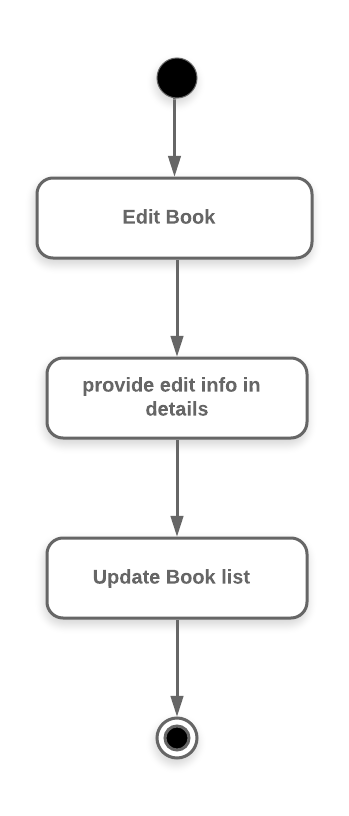 Edit Book
provide edit info in
details
Update Book list